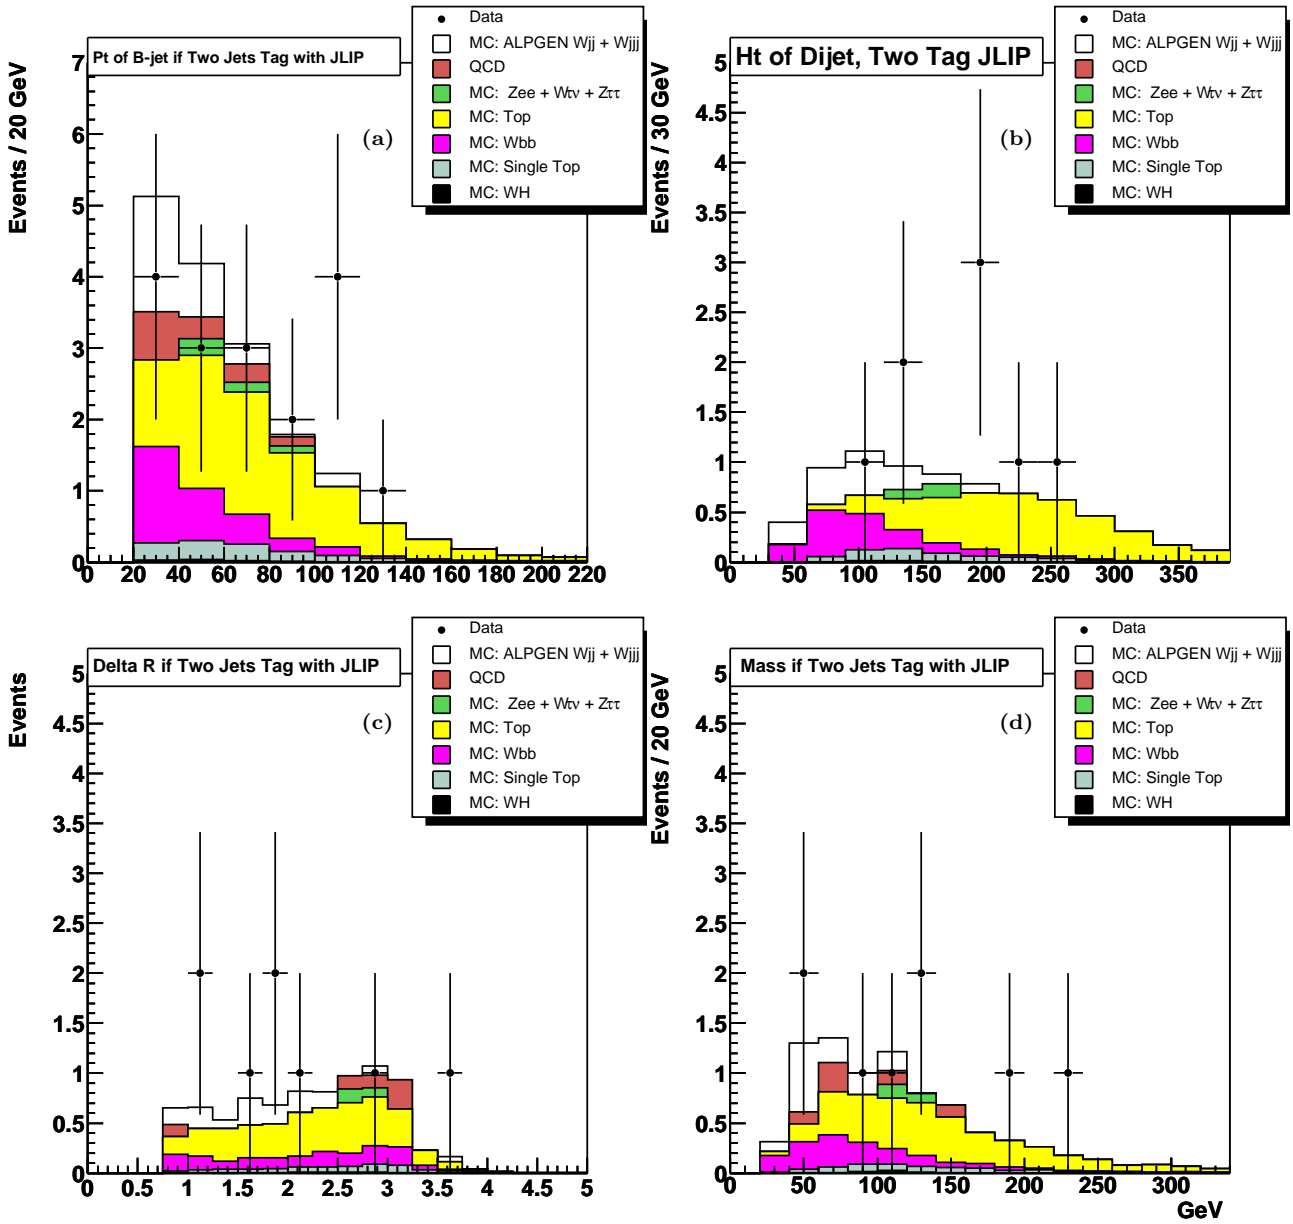 Pt of B-jet if Two Jets Tag with JLIP
Events / 20 GeV
(a)
Data
MC: ALPGEN Wjj + Wjjj
QCD
MC: Zee + Wτν + Zττ
MC: Top
MC: Wbb
MC: Single Top
MC: WH
7
6
5
4
3
2
1
0
0 20 40 60 80 100 120 140 160 180 200 220
Ht of Dijet, Two Tag JLIP
Events / 30 GeV
(b)
Data
MC: ALPGEN Wjj + Wjjj
QCD
MC: Zee + Wτν + Zττ
MC: Top
MC: Wbb
MC: Single Top
MC: WH
5
4.5
4
3.5
3
2.5
2
1.5
1
0.5
0
0 50 100 150 200 250 300 350
Delta R if Two Jets Tag with JLIP
Events
(c)
Data
MC: ALPGEN Wjj + Wjjj
QCD
MC: Zee + Wτν + Zττ
MC: Top
MC: Wbb
MC: Single Top
MC: WH
5
4.5
4
3.5
3
2.5
2
1.5
1
0.5
0
0 0.5 1 1.5 2 2.5 3 3.5 4 4.5 5
Mass if Two Jets Tag with JLIP
Events / 20 GeV
(d)
Data
MC: ALPGEN Wjj + Wjjj
QCD
MC: Zee + Wτν + Zττ
MC: Top
MC: Wbb
MC: Single Top
MC: WH
5
4.5
4
3.5
3
2.5
2
1.5
1
0.5
0
0 50 100 150 200 250 300
GeV